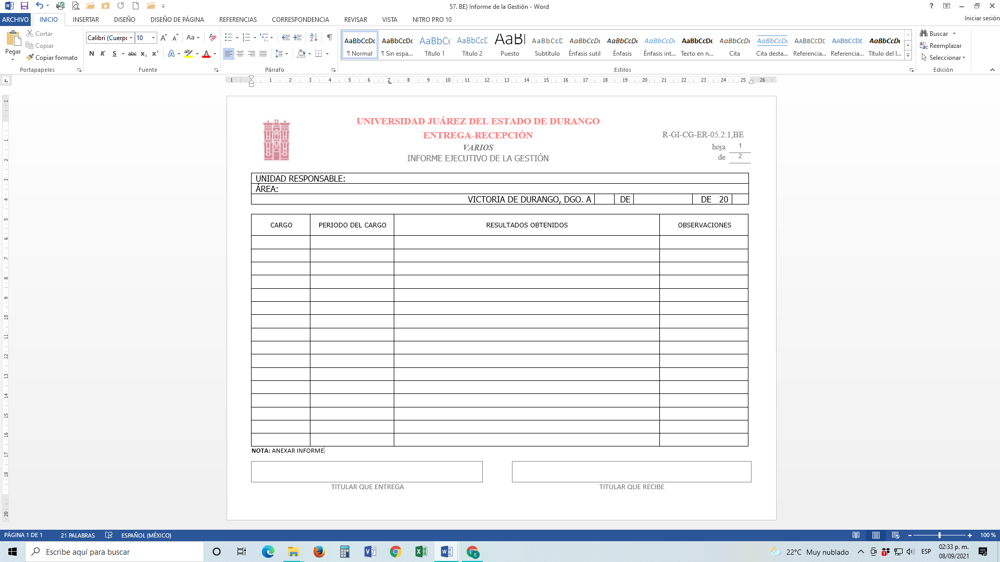 57. BE) Informe de la Gestión - Word
Iniciar sesión
ARCHIVO INICIO INSERTAR DISEÑO DISEÑO DE PÁGINA REFERENCIAS CORRESPONDENCIA REVISAR VISTA NITRO PRO 10
Pegar
Cortar
Copiar
Copiar formato
Portapapeles
Calibri (Cuerpo 10
N K S abc x₂ x²
Fuente
Párrafo
AaBbCcDc AaBbCcDc AaBbCc AaBbCcD AaB AaBbCcD AaBbCcDc AaBbCcDc AaBbCcDc AaBbCcDc AaBbCcDc AaBbCcDc AABBCCDE AABBCCDE AaBbCcDc
¶ Normal ¶ Sin espa... Título 1 Título 2 Puesto Subtítulo Énfasis sutil Énfasis Énfasis int... Texto en n... Cita Cita desta... Referencia... Referencia... Título del l...
Estilos
Buscar
Reemplazar
Seleccionar
Edición
1 1 2 3 4 5 6 7 8 9 10 11 12 13 14 15 16 17 18 19 20 21 22 23 24 25 26
UNIVERSIDAD JUÁREZ DEL ESTADO DE DURANGO
ENTREGA-RECEPCIÓN
VARIOS
INFORME EJECUTIVO DE LA GESTIÓN
R-GI-CG-ER-05.2.1,BE
hoja 1
de 2
UNIDAD RESPONSABLE:
ÁREA:
VICTORIA DE DURANGO, DGO. A DE DE 20
CARGO PERIODO DEL CARGO RESULTADOS OBTENIDOS OBSERVACIONES
NOTA: ANEXAR INFORME
TITULAR QUE ENTREGA TITULAR QUE RECIBE
PÁGINA 1 DE 1 21 PALABRAS ESPAÑOL (MÉXICO) 100 %
Escribe aquí para buscar
22°C Muy nublado ESP
02:33 p. m.
08/09/2021